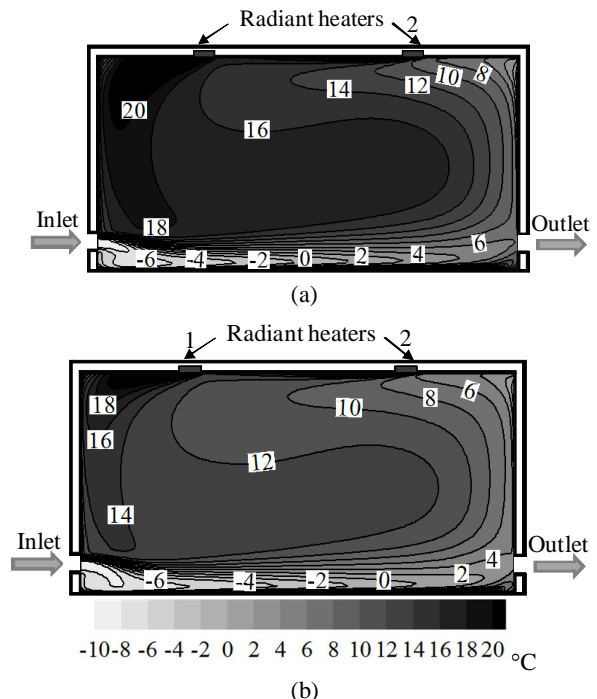 Radiant heaters
2
8
10
12
14
20
16
18
Inlet
Outlet
6
-6 -4 -2 0 2 4
(a)
1 Radiant heaters 2
18
6
8
10
16
12
14
Inlet
Outlet
4
-6 -4 -2 0 2
-10 -8 -6 -4 -2 0 2 4 6 8 10 12 14 16 18 20 °C
(b)